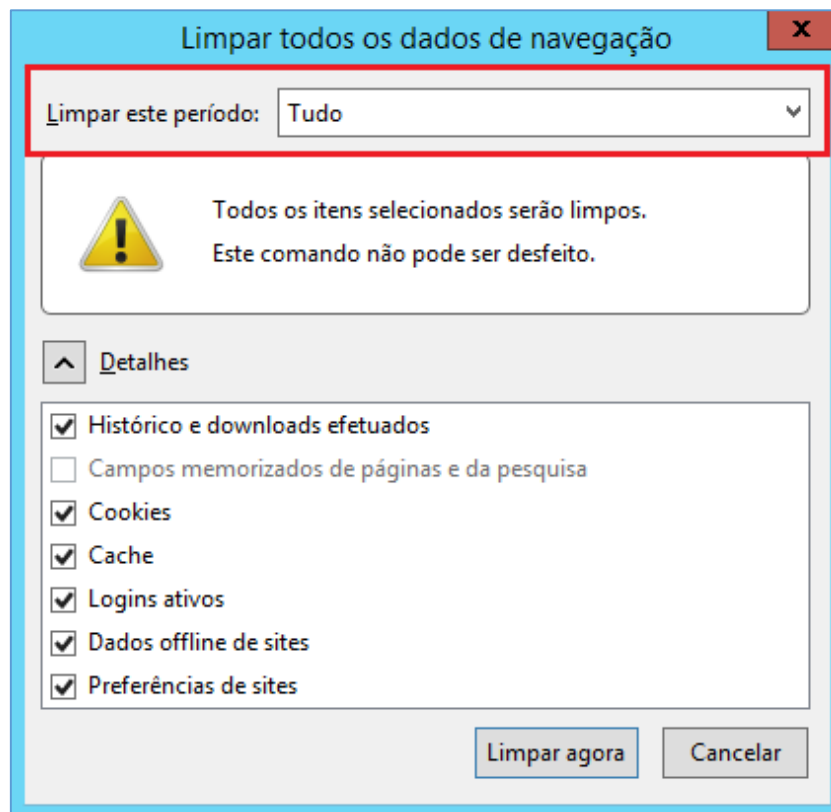 Limpar todos os dados de navegação
x
Limpar este período: Tudo
Todos os itens selecionados serão limpos.
Este comando não pode ser desfeito.
Detalhes
Histórico e downloads efetuados
Campos memorizados de páginas e da pesquisa
Cookies
Cache
Logins ativos
Dados offline de sites
Preferências de sites
Limpar agora Cancelar